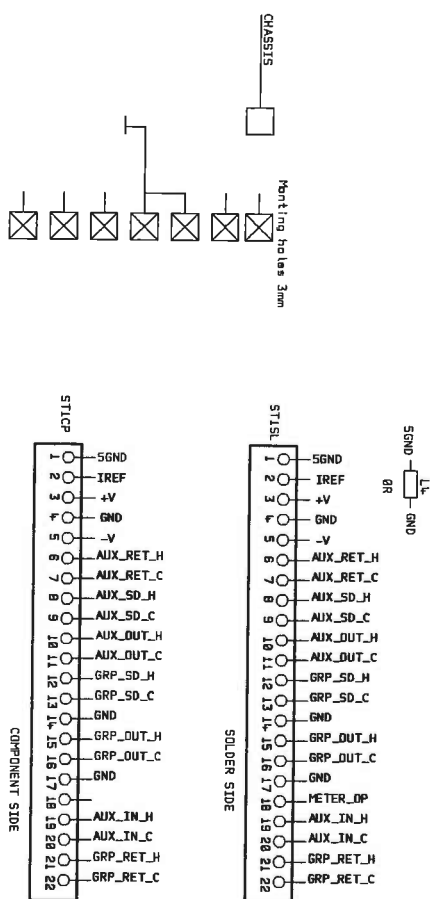 CHASSIS
Monting holes 3mm
5GND
L4
0R
GND
STISL
1 5GND
2 IREF
3 +V
4 GND
5 -V
6 AUX_RET_H
7 AUX_RET_C
8 AUX_SD_H
9 AUX_SD_C
10 AUX_OUT_H
11 AUX_OUT_C
12 GRP_SD_H
13 GRP_SD_C
14 GND
15 GRP_OUT_H
16 GRP_OUT_C
17 GND
18 METER_OP
19 AUX_IN_H
20 AUX_IN_C
21 GRP_RET_H
22 GRP_RET_C
SOLDER SIDE
STICP
1 5GND
2 IREF
3 +V
4 GND
5 -V
6 AUX_RET_H
7 AUX_RET_C
8 AUX_SD_H
9 AUX_SD_C
10 AUX_OUT_H
11 AUX_OUT_C
12 GRP_SD_H
13 GRP_SD_C
14 GND
15 GRP_OUT_H
16 GRP_OUT_C
17 GND
18
19 AUX_IN_H
20 AUX_IN_C
21 GRP_RET_H
22 GRP_RET_C
COMPONENT SIDE